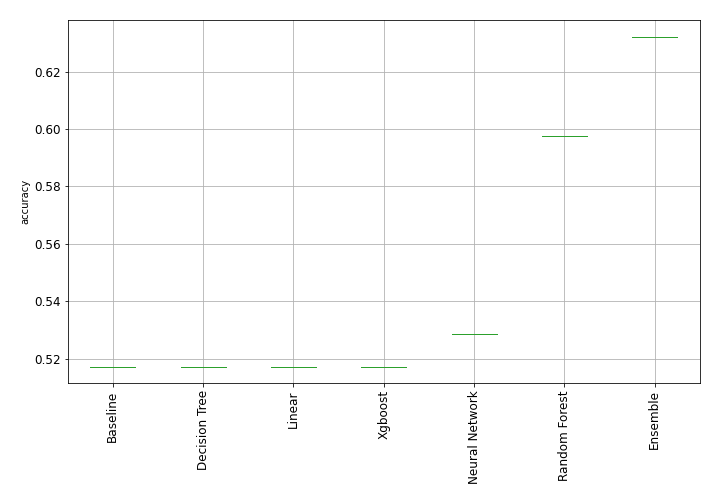 0.62
0.60
0.58
0.56
0.54
0.52
accuracy
Baseline
Decision Tree
Linear
Xgboost
Neural Network
Random Forest
Ensemble